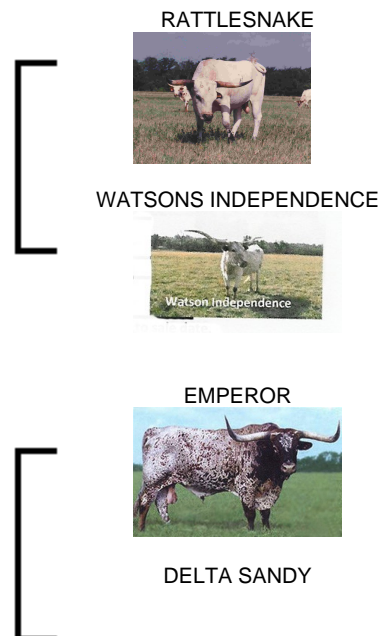 RATTLESNAKE
WATSONS INDEPENDENCE
Watson Independence
EMPEROR
DELTA SANDY